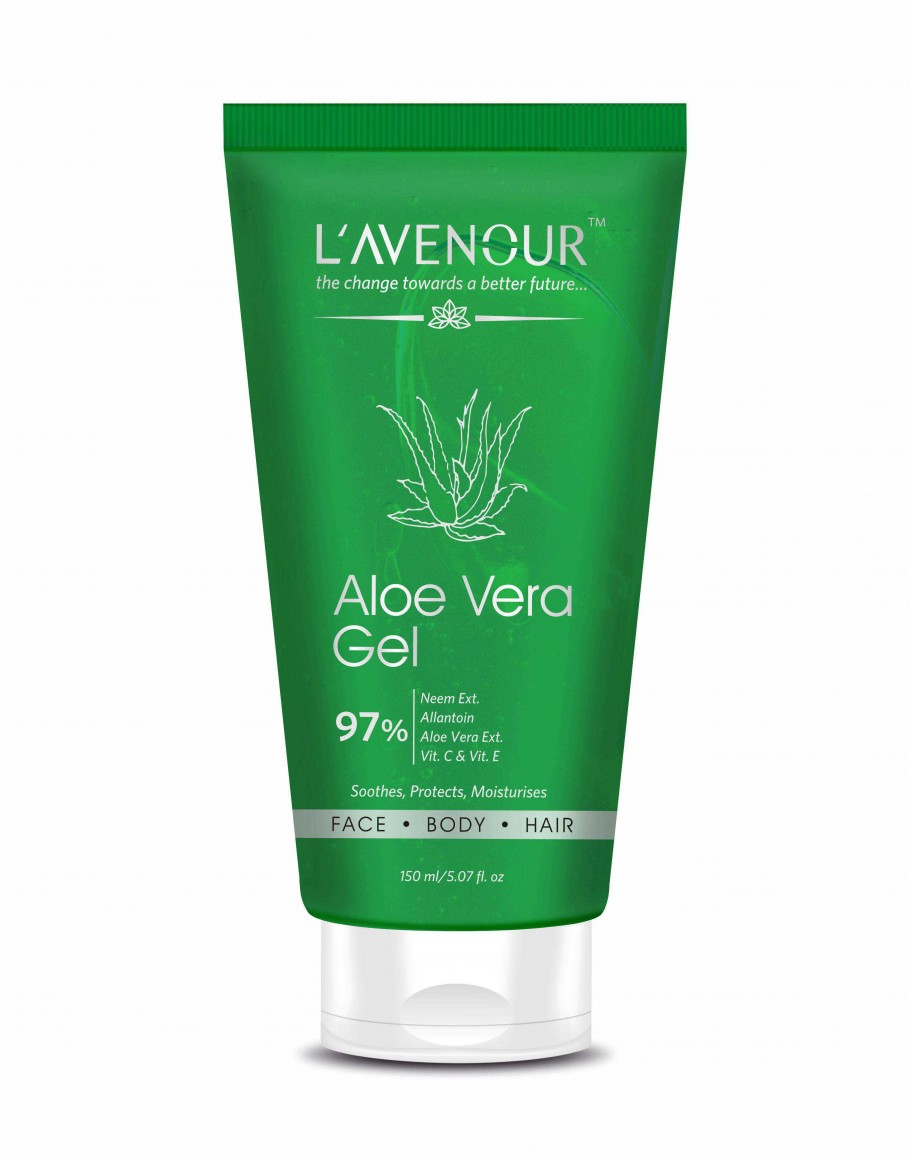 L'AVENOUR™
the change towards a better future...
Aloe Vera
Gel
97%
Neem Ext.
Allantoin
Aloe Vera Ext.
Vit. C & Vit. E
Soothes, Protects, Moisturises
FACE • BODY • HAIR
150 ml/5.07 fl. oz